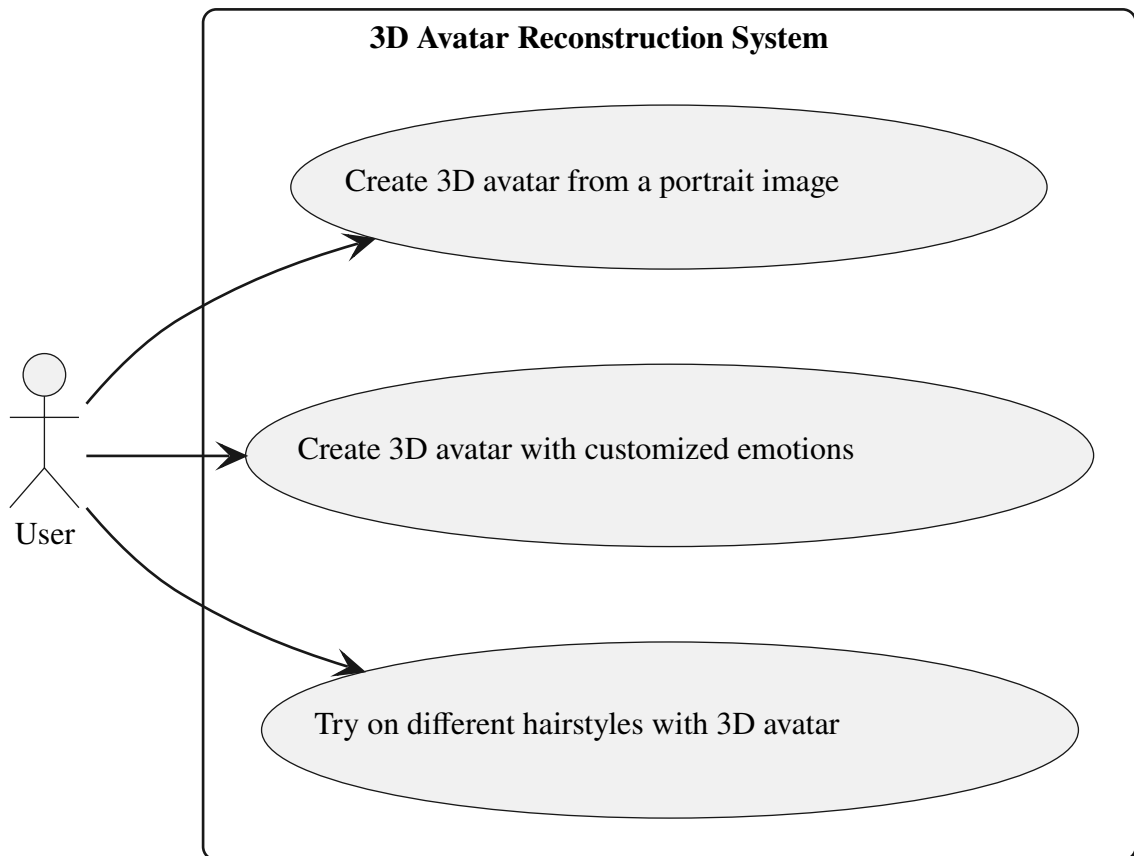 3D Avatar Reconstruction System
Create 3D avatar from a portrait image
Create 3D avatar with customized emotions
User
Try on different hairstyles with 3D avatar